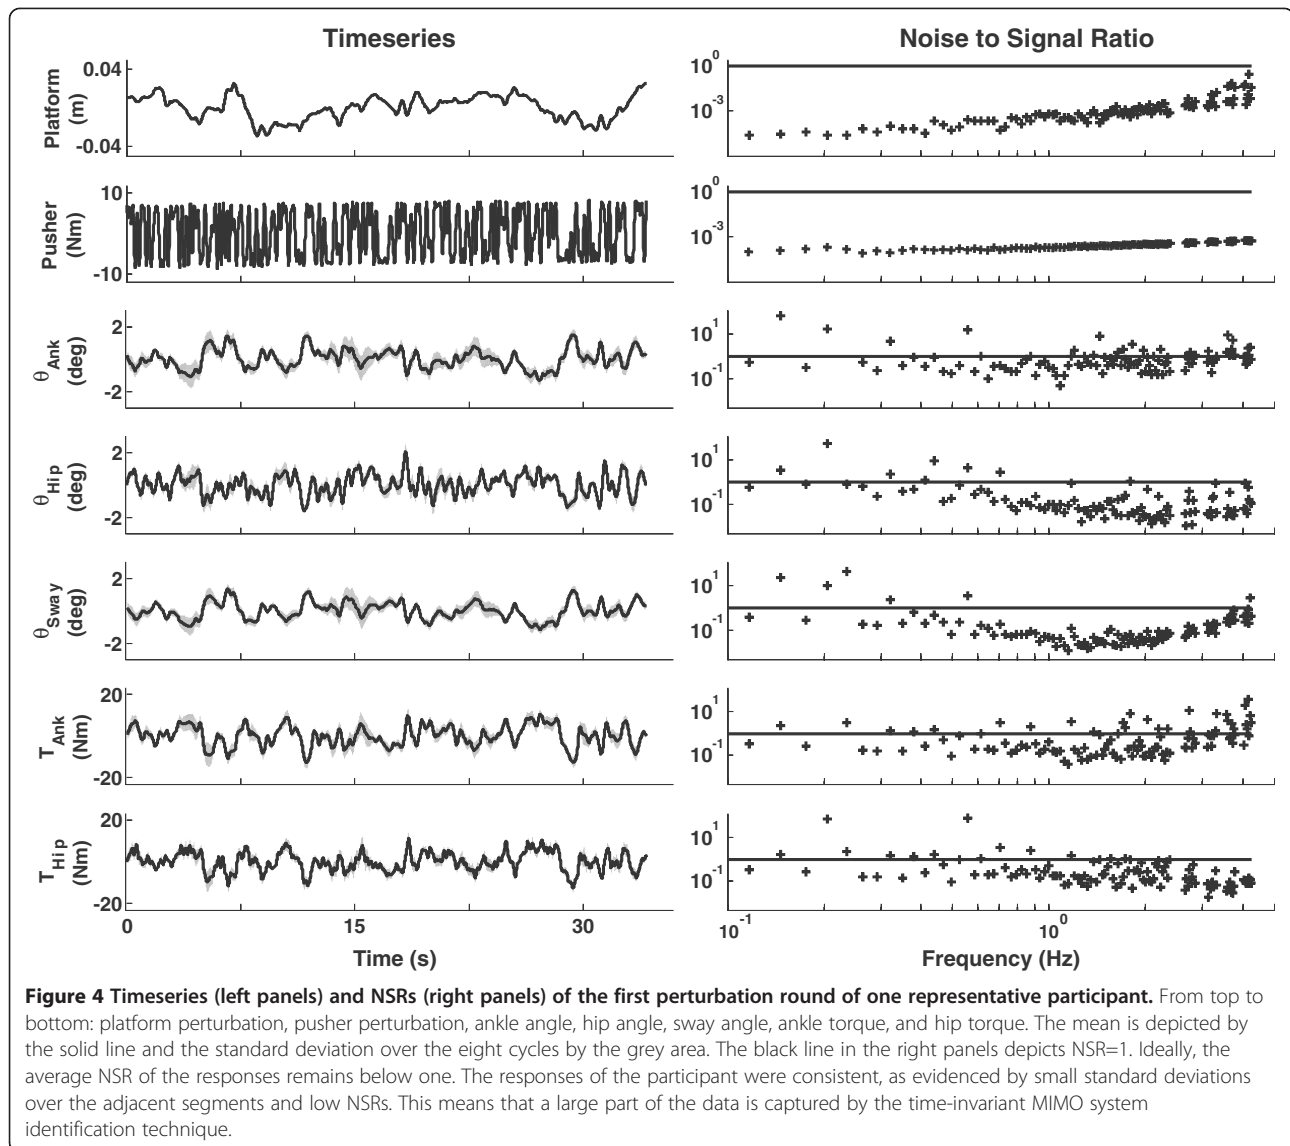 Timeseries
Noise to Signal Ratio
Platform
(m)
0.04
-0.04
10^0
10^-3
Pusher
(Nm)
10
-10
10^0
10^-3
θ_Ank
(deg)
2
-2
10^1
10^-1
θ_Hip
(deg)
2
-2
10^1
10^-1
θ_Sway
(deg)
2
-2
10^1
10^-1
T_Ank
(Nm)
20
-20
10^1
10^-1
T_Hip
(Nm)
20
-20
10^1
10^-1
0 15 30
10^-1 10^0
Time (s)
Frequency (Hz)
Figure 4 Timeseries (left panels) and NSRs (right panels) of the first perturbation round of one representative participant. From top to
bottom: platform perturbation, pusher perturbation, ankle angle, hip angle, sway angle, ankle torque, and hip torque. The mean is depicted by
the solid line and the standard deviation over the eight cycles by the grey area. The black line in the right panels depicts NSR=1. Ideally, the
average NSR of the responses remains below one. The responses of the participant were consistent, as evidenced by small standard deviations
over the adjacent segments and low NSRs. This means that a large part of the data is captured by the time-invariant MIMO system
identification technique.